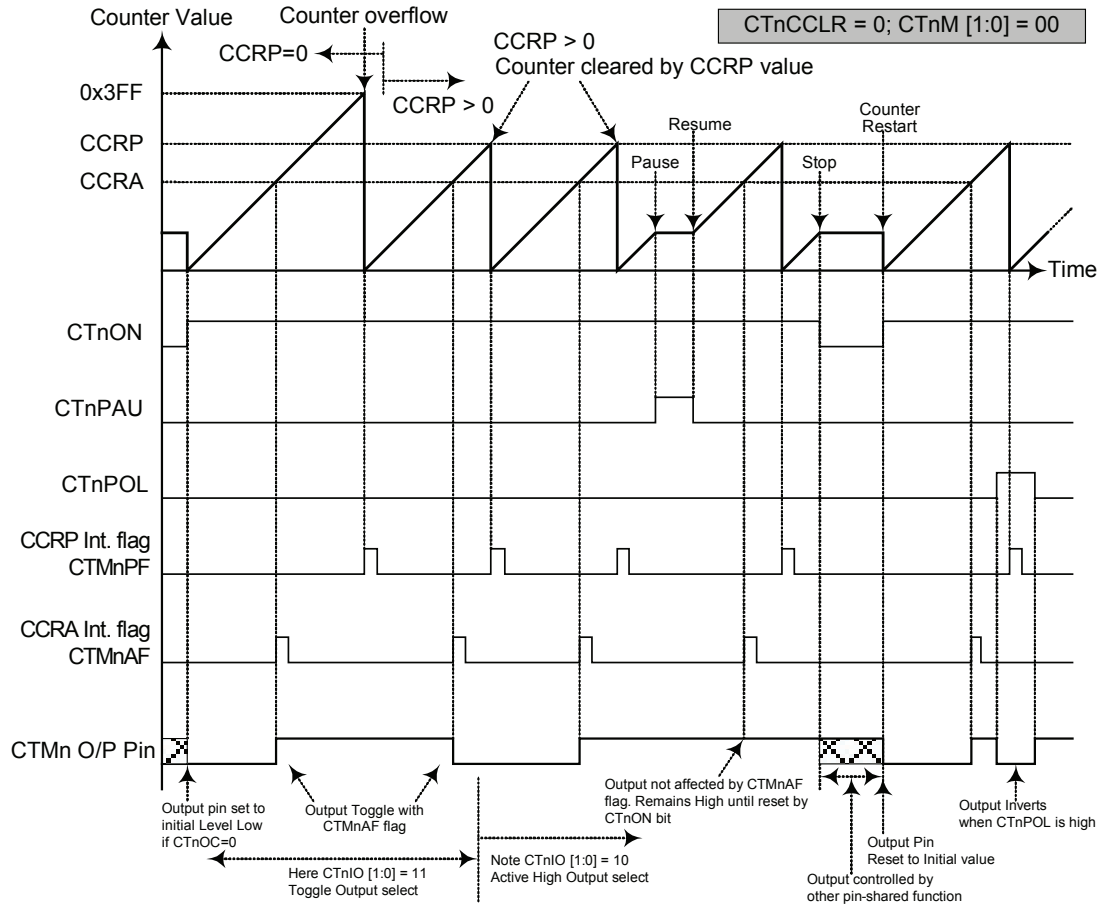 Counter Value
Counter overflow
CTnCCLR = 0; CTnM [1:0] = 00
CCRP=0
CCRP > 0
CCRP > 0
Counter cleared by CCRP value
0x3FF
CCRP
CCRA
Pause
Resume
Stop
Counter
Restart
Time
CTnON
CTnPAU
CTnPOL
CCRP Int. flag
CTMnPF
CCRA Int. flag
CTMnAF
CTMn O/P Pin
Output pin set to
initial Level Low
if CTnOC=0
Output Toggle with
CTMnAF flag
Here CTnIO [1:0] = 11
Toggle Output select
Note CTnIO [1:0] = 10
Active High Output select
Output not affected by CTMnAF
flag. Remains High until reset by
CTnON bit
Output controlled by
other pin-shared function
Output Pin
Reset to Initial value
Output Inverts
when CTnPOL is high